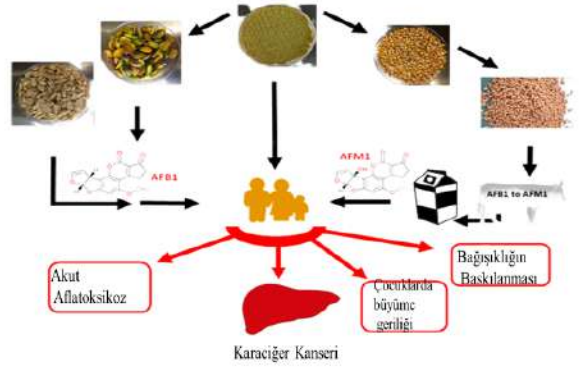 AFB1
AFM1
AFB1 to AFM1
Akut
Aflatoksikoz
Karaciğer Kanseri
Çocuklarda
büyüme
geriliği
Bağışıklığın
Baskılanması